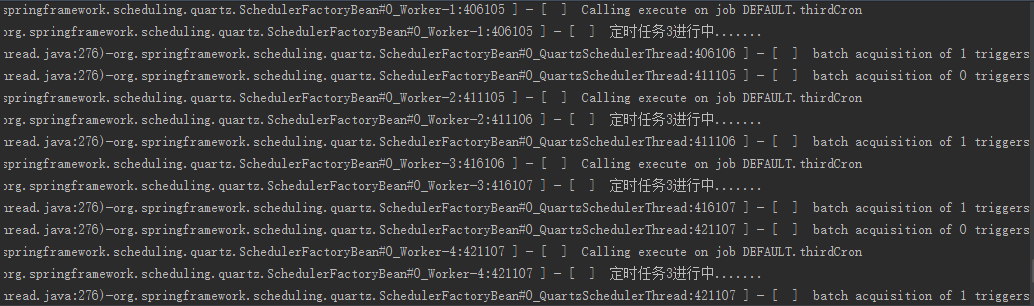 springframework.scheduling.quartz.SchedulerFactoryBean#0_Worker-1:406105 ] - [  ]  Calling execute on job DEFAULT.thirdCron
org.springframework.scheduling.quartz.SchedulerFactoryBean#0_Worker-1:406105 ] - [  ]  定时任务3进行中.......
read.java:276)-org.springframework.scheduling.quartz.SchedulerFactoryBean#0_QuartzSchedulerThread:406106 ] - [  ]  batch acquisition of 1 triggers
read.java:276)-org.springframework.scheduling.quartz.SchedulerFactoryBean#0_QuartzSchedulerThread:411105 ] - [  ]  batch acquisition of 0 triggers
springframework.scheduling.quartz.SchedulerFactoryBean#0_Worker-2:411105 ] - [  ]  Calling execute on job DEFAULT.thirdCron
org.springframework.scheduling.quartz.SchedulerFactoryBean#0_Worker-2:411106 ] - [  ]  定时任务3进行中.......
read.java:276)-org.springframework.scheduling.quartz.SchedulerFactoryBean#0_QuartzSchedulerThread:411106 ] - [  ]  batch acquisition of 1 triggers
springframework.scheduling.quartz.SchedulerFactoryBean#0_Worker-3:416106 ] - [  ]  Calling execute on job DEFAULT.thirdCron
org.springframework.scheduling.quartz.SchedulerFactoryBean#0_Worker-3:416107 ] - [  ]  定时任务3进行中.......
read.java:276)-org.springframework.scheduling.quartz.SchedulerFactoryBean#0_QuartzSchedulerThread:416107 ] - [  ]  batch acquisition of 1 triggers
read.java:276)-org.springframework.scheduling.quartz.SchedulerFactoryBean#0_QuartzSchedulerThread:421107 ] - [  ]  batch acquisition of 0 triggers
springframework.scheduling.quartz.SchedulerFactoryBean#0_Worker-4:421107 ] - [  ]  Calling execute on job DEFAULT.thirdCron
org.springframework.scheduling.quartz.SchedulerFactoryBean#0_Worker-4:421107 ] - [  ]  定时任务3进行中.......
read.java:276)-org.springframework.scheduling.quartz.SchedulerFactoryBean#0_QuartzSchedulerThread:421107 ] - [  ]  batch acquisition of 1 triggers